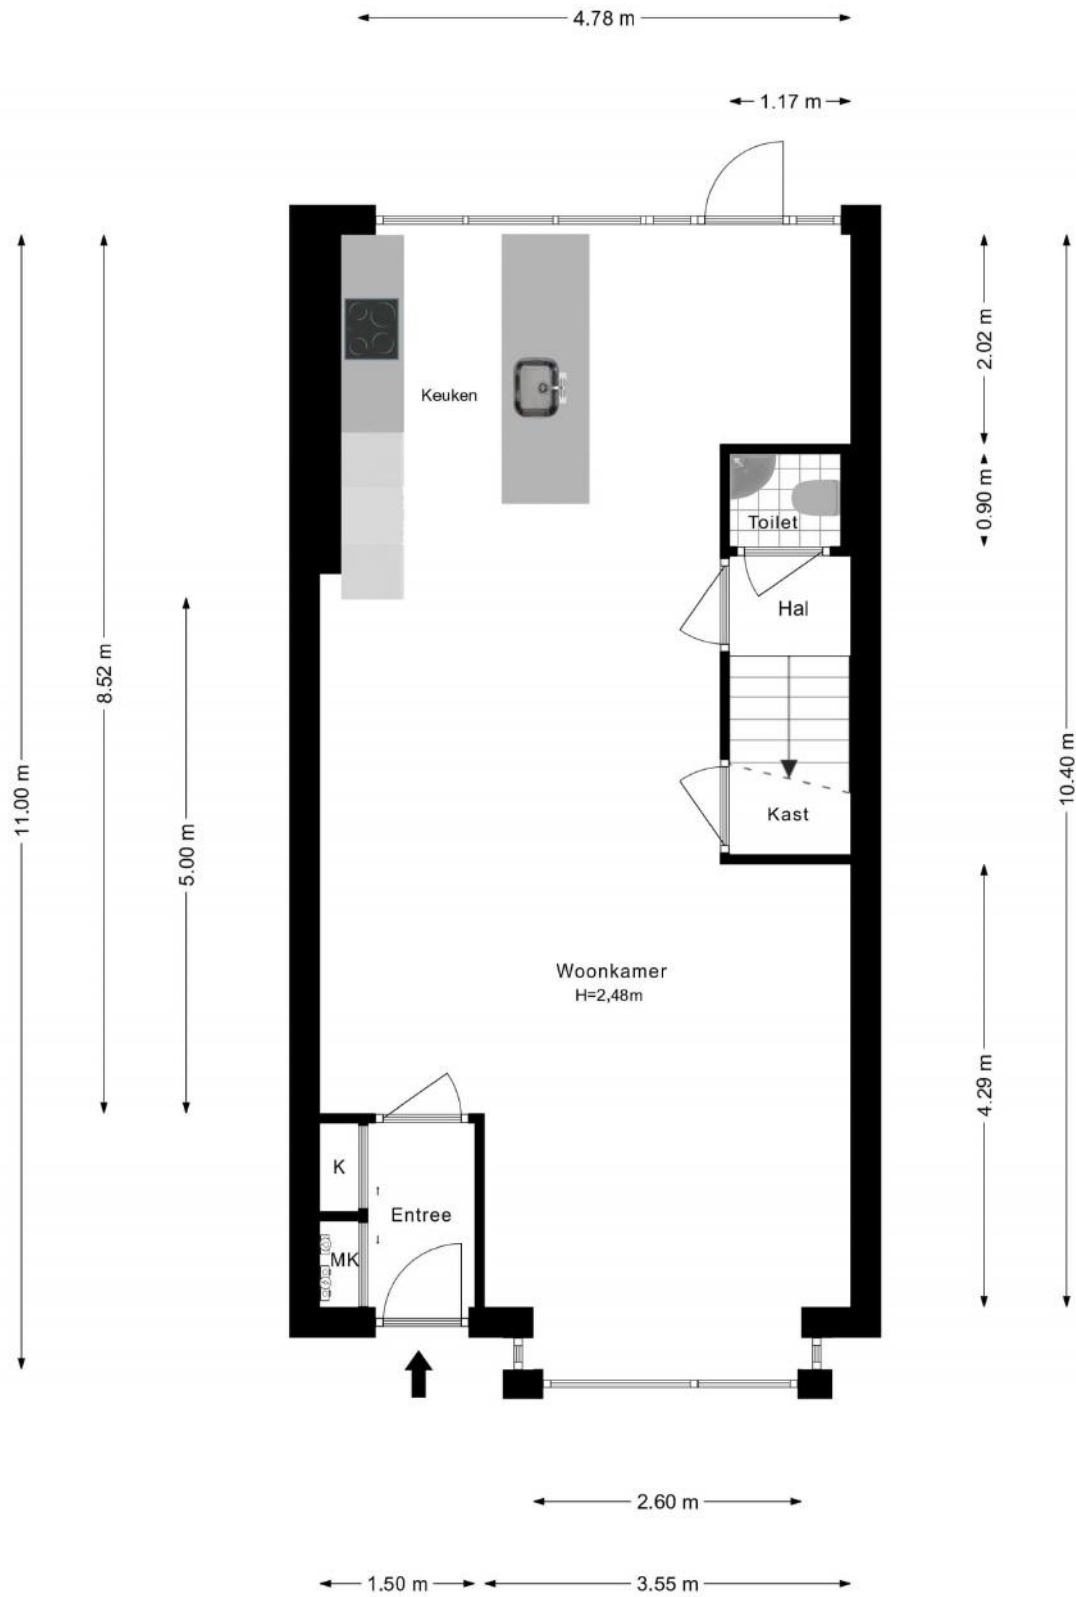 4.78 m
1.17 m
2.02 m
Keuken
0.90 m
Toilet
Hal
8.52 m
10.40 m
11.00 m
Kast
5.00 m
Woonkamer
H=2,48m
4.29 m
K
Entree
MK
2.60 m
1.50 m
3.55 m